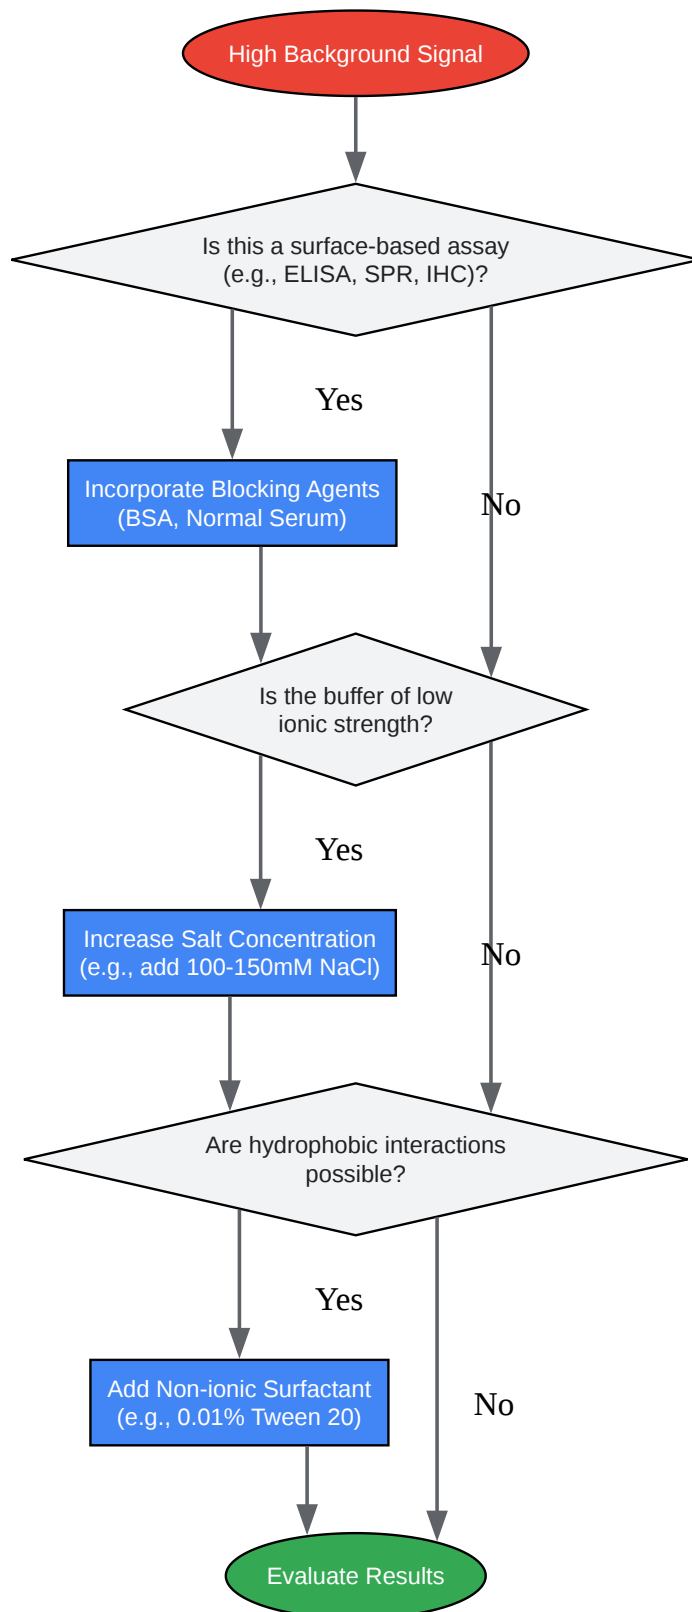 High Background Signal
Is this a surface-based assay
(e.g., ELISA, SPR, IHC)?
Yes
Incorporate Blocking Agents
(BSA, Normal Serum)
No
Is the buffer of low
ionic strength?
Yes
Increase Salt Concentration
(e.g., add 100-150mM NaCl)
No
Are hydrophobic interactions
possible?
Yes
Add Non-ionic Surfactant
(e.g., 0.01% Tween 20)
No
Evaluate Results